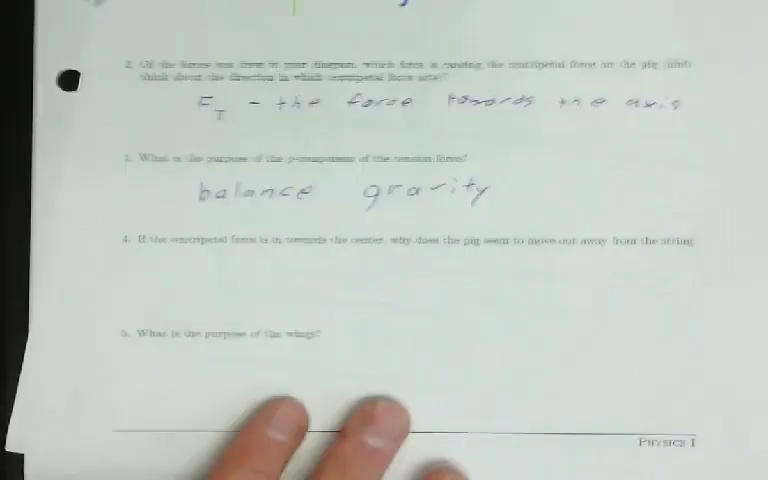 2. Of the forces you drew in your diagram, which force is causing the centripetal force on the pig (hint:
think about the direction in which centripetal force acts)?
F_T - the force towards the axis
3. What is the purpose of the y-component of the tension force?
balance gravity
4. If the centripetal force is in towards the center, why does the pig seem to move out away from the string
5. What is the purpose of the wings?
Physics I